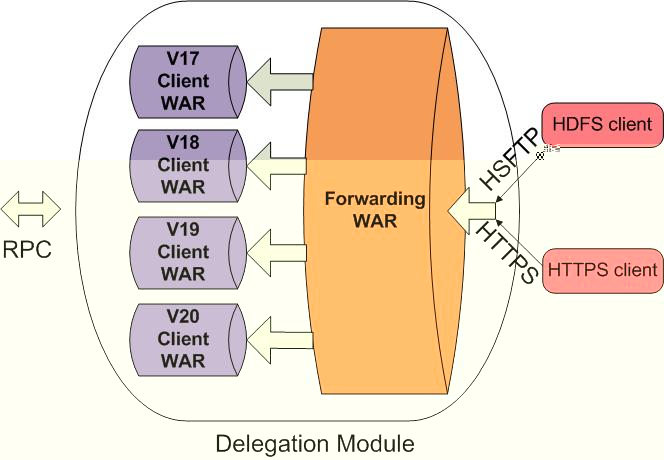 V17
Client
WAR
V18
Client
WAR
V19
Client
WAR
V20
Client
WAR
Forwarding
WAR
HSFTP
HTTPS
HDFS client
HTTPS client
RPC
Delegation Module